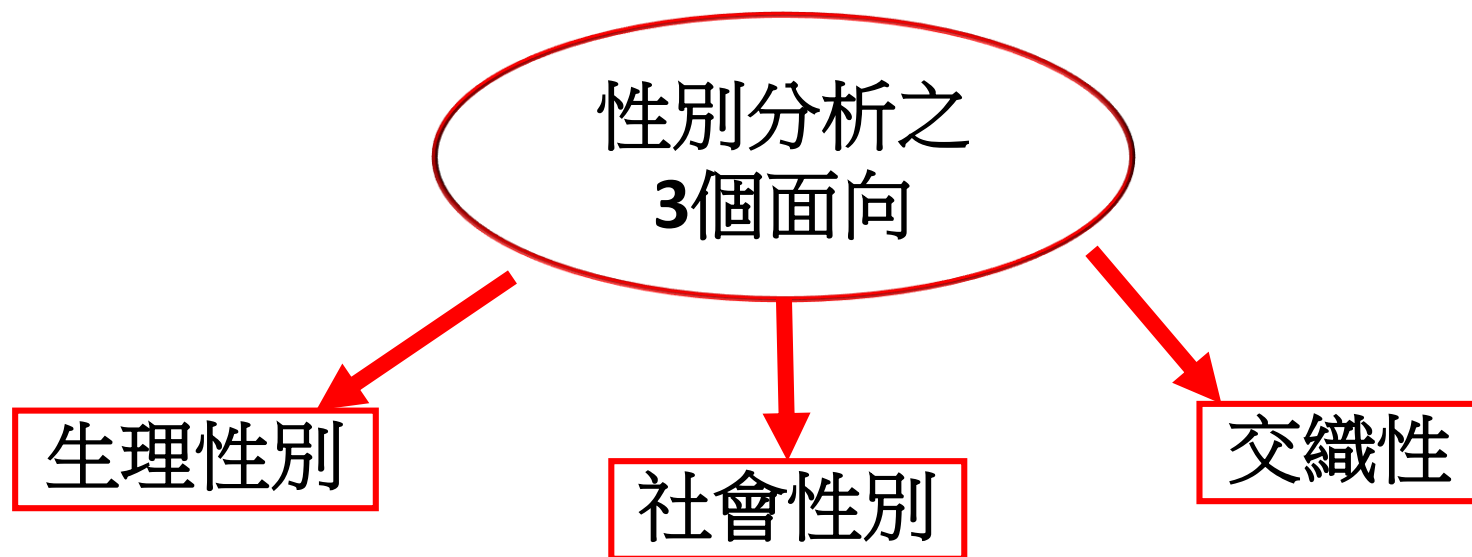 性別分析之
3個面向
生理性別
社會性別
交織性